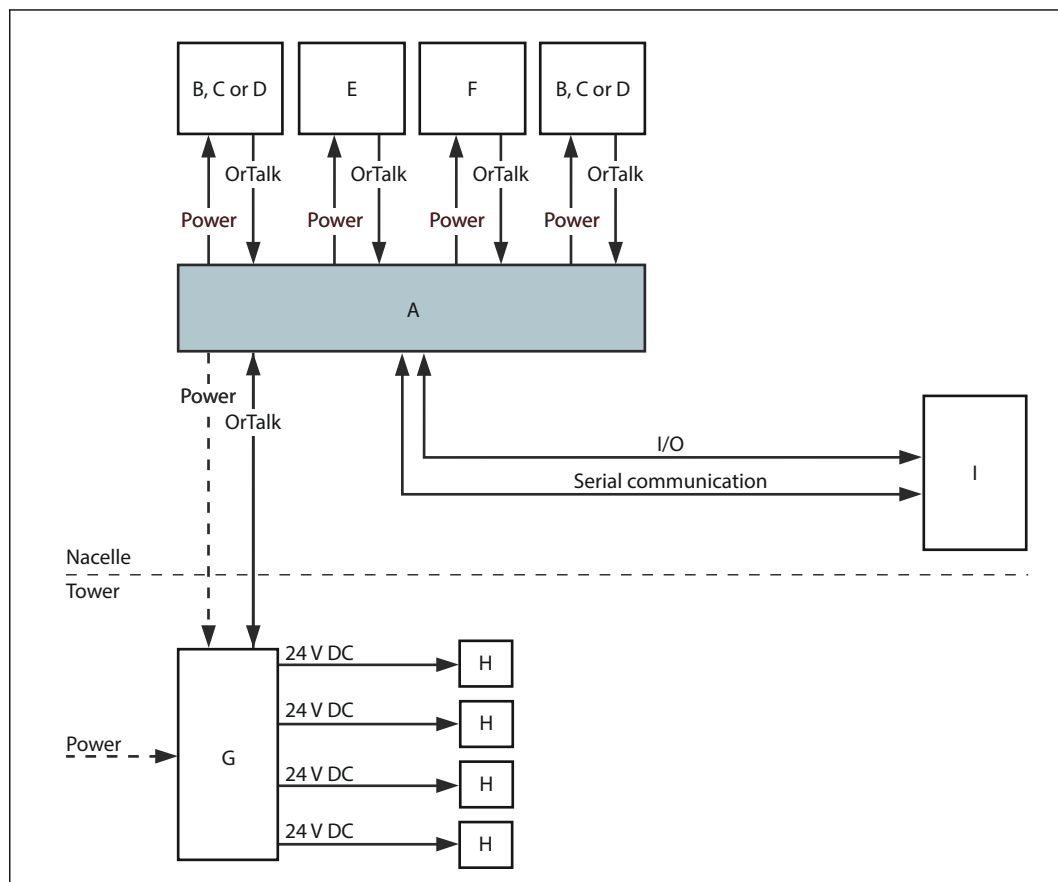 B, C or D
E
F
B, C or D
OrTalk
OrTalk
OrTalk
OrTalk
Power
Power
Power
Power
A
Power
OrTalk
I/O
Serial communication
I
Nacelle
Tower
24 V DC
H
24 V DC
H
Power
G
24 V DC
H
24 V DC
H